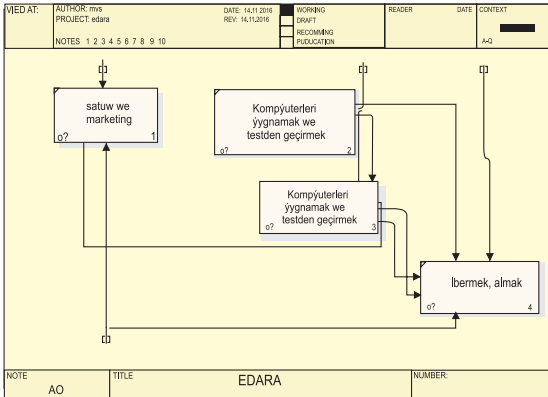 VIED AT:
AUTHOR: mvs
PROJECT: edara
NOTES 1 2 3 4 5 6 7 8 9 10
DATE: 14.11 2016
REV: 14,11,2016
WORKING
DRAFT
RECOMMING
PUDUCATION
READER DATE
CONTEXT
A-Q
satuw we
marketing
o? 1
Kompýuterleri
ýygnamak we
testden geçirmek
o? 2
Kompýuterleri
ýygnamak we
testden geçirmek
o? 3
Ibermek, almak
o? 4
NOTE
AO
TITLE
EDARA
NUMBER: